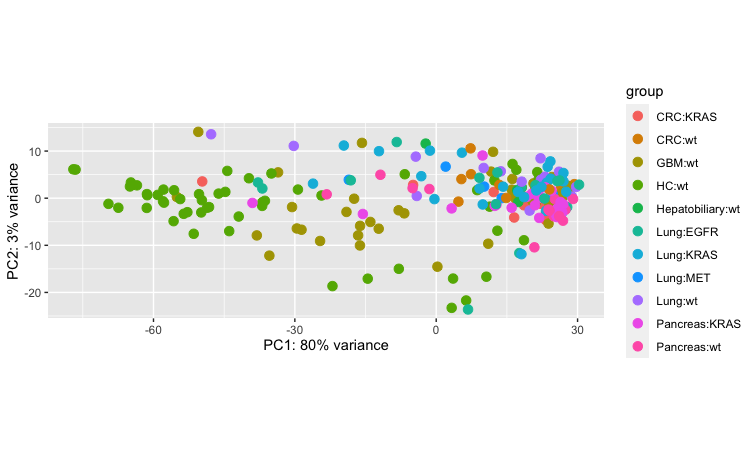 group
CRC:KRAS
CRC:wt
GBM:wt
HC:wt
Hepatobiliary:wt
Lung:EGFR
Lung:KRAS
Lung:MET
Lung:wt
Pancreas:KRAS
Pancreas:wt
PC2: 3% variance
10
0
-10
-20
-60
-30
0
30
PC1: 80% variance